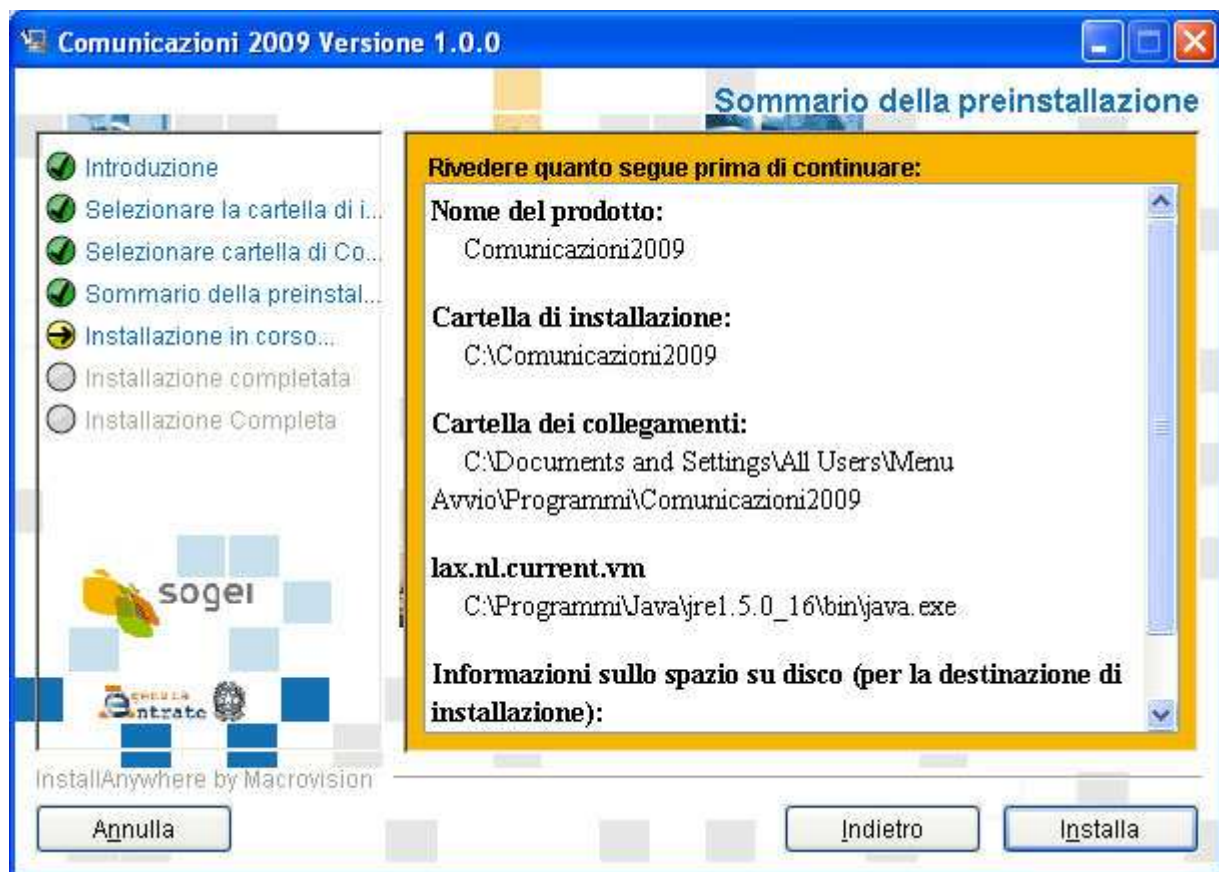 Comunicazioni 2009 Versione 1.0.0
Sommario della preinstallazione
Introduzione
Selezionare la cartella di i...
Selezionare cartella di Co...
Sommario della preinstal...
Installazione in corso...
Installazione completata
Installazione Completa
sogei
genzia
ntrate
Rivedere quanto segue prima di continuare:
Nome del prodotto:
Comunicazioni2009
Cartella di installazione:
C:\Comunicazioni2009
Cartella dei collegamenti:
C:\Documents and Settings\All Users\Menu
Avvio\Programmi\Comunicazioni2009
lax.nl.current.vm
C:\Programmi\Java\jre1.5.0_16\bin\java.exe
Informazioni sullo spazio su disco (per la destinazione di
installazione):
InstallAnywhere by Macrovision
Annulla
Indietro
Installa